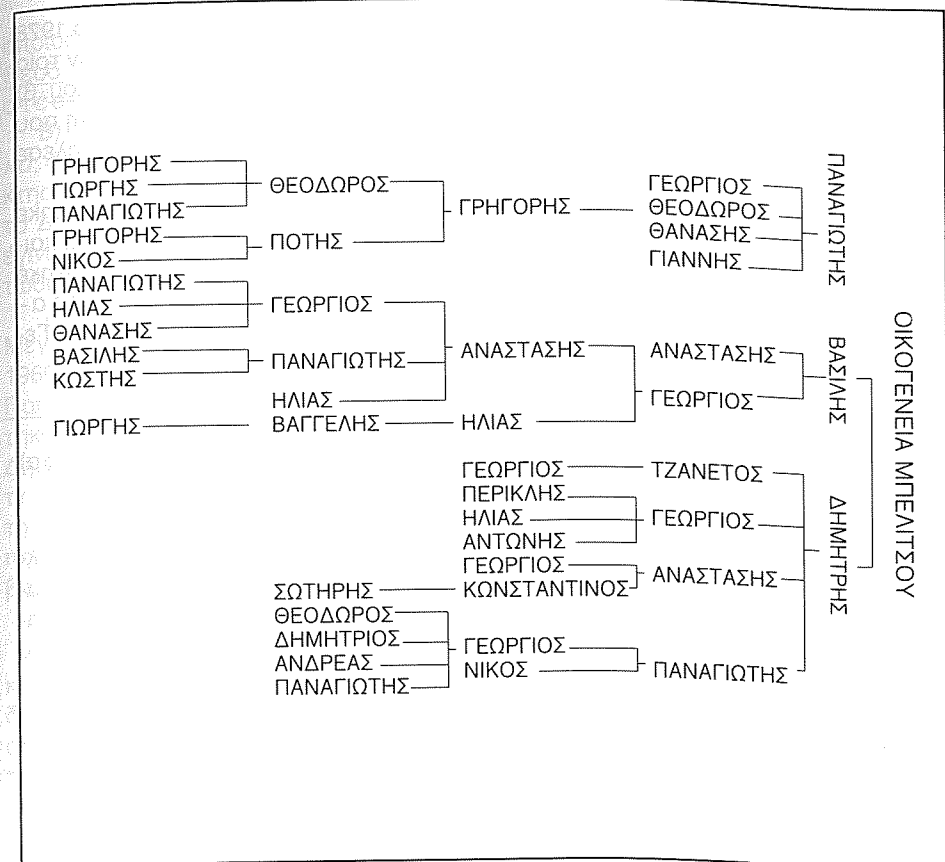 ΟΙΚΟΓΕΝΕΙΑ ΜΠΕΛΙΤΣΟΥ
ΠΑΝΑΓΙΩΤΗΣ
ΒΑΣΙΛΗΣ
ΔΗΜΗΤΡΗΣ
ΓΕΩΡΓΙΟΣ
ΘΕΟΔΩΡΟΣ
ΘΑΝΑΣΗΣ
ΓΙΑΝΝΗΣ
ΑΝΑΣΤΑΣΗΣ
ΓΕΩΡΓΙΟΣ
ΤΖΑΝΕΤΟΣ
ΓΕΩΡΓΙΟΣ
ΑΝΑΣΤΑΣΗΣ
ΠΑΝΑΓΙΩΤΗΣ
ΓΡΗΓΟΡΗΣ
ΑΝΑΣΤΑΣΗΣ
ΗΛΙΑΣ
ΓΕΩΡΓΙΟΣ
ΠΕΡΙΚΛΗΣ
ΗΛΙΑΣ
ΑΝΤΩΝΗΣ
ΓΕΩΡΓΙΟΣ
ΚΩΝΣΤΑΝΤΙΝΟΣ
ΓΕΩΡΓΙΟΣ
ΝΙΚΟΣ
ΘΕΟΔΩΡΟΣ
ΠΟΤΗΣ
ΓΕΩΡΓΙΟΣ
ΠΑΝΑΓΙΩΤΗΣ
ΗΛΙΑΣ
ΒΑΓΓΕΛΗΣ
ΣΩΤΗΡΗΣ
ΘΕΟΔΩΡΟΣ
ΔΗΜΗΤΡΙΟΣ
ΑΝΔΡΕΑΣ
ΠΑΝΑΓΙΩΤΗΣ
ΓΡΗΓΟΡΗΣ
ΓΙΩΡΓΗΣ
ΠΑΝΑΓΙΩΤΗΣ
ΓΡΗΓΟΡΗΣ
ΝΙΚΟΣ
ΠΑΝΑΓΙΩΤΗΣ
ΗΛΙΑΣ
ΘΑΝΑΣΗΣ
ΒΑΣΙΛΗΣ
ΚΩΣΤΗΣ
ΓΙΩΡΓΗΣ